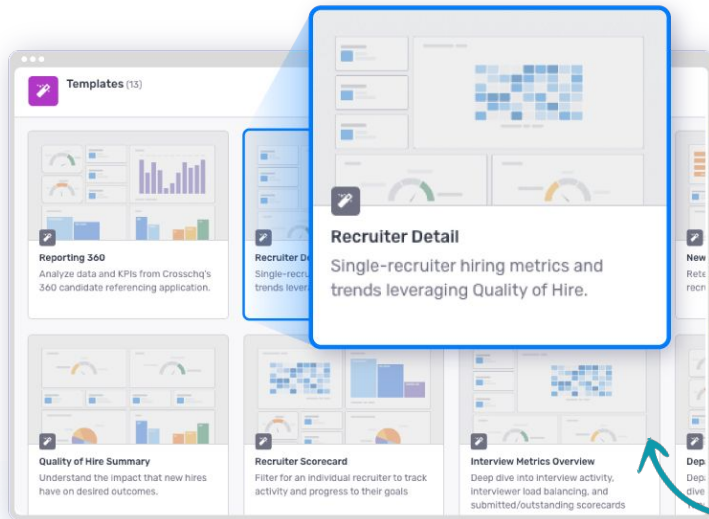 Templates (13)
Recruiter Detail
Single-recruiter hiring metrics and
trends leveraging Quality of Hire.
Reporting 360
Analyze data and KPIs from Crosschq's
360 candidate referencing application.
Recruiter De
Single-recru
trends levera
New
Rete
recr
Quality of Hire Summary
Understand the impact that new hires
have on desired outcomes.
Recruiter Scorecard
Filter for an individual recruiter to track
activity and progress to their goals
Interview Metrics Overview
Deep dive into interview activity,
interviewer load balancing, and
submitted/outstanding scorecards
Depa
Depa
dive